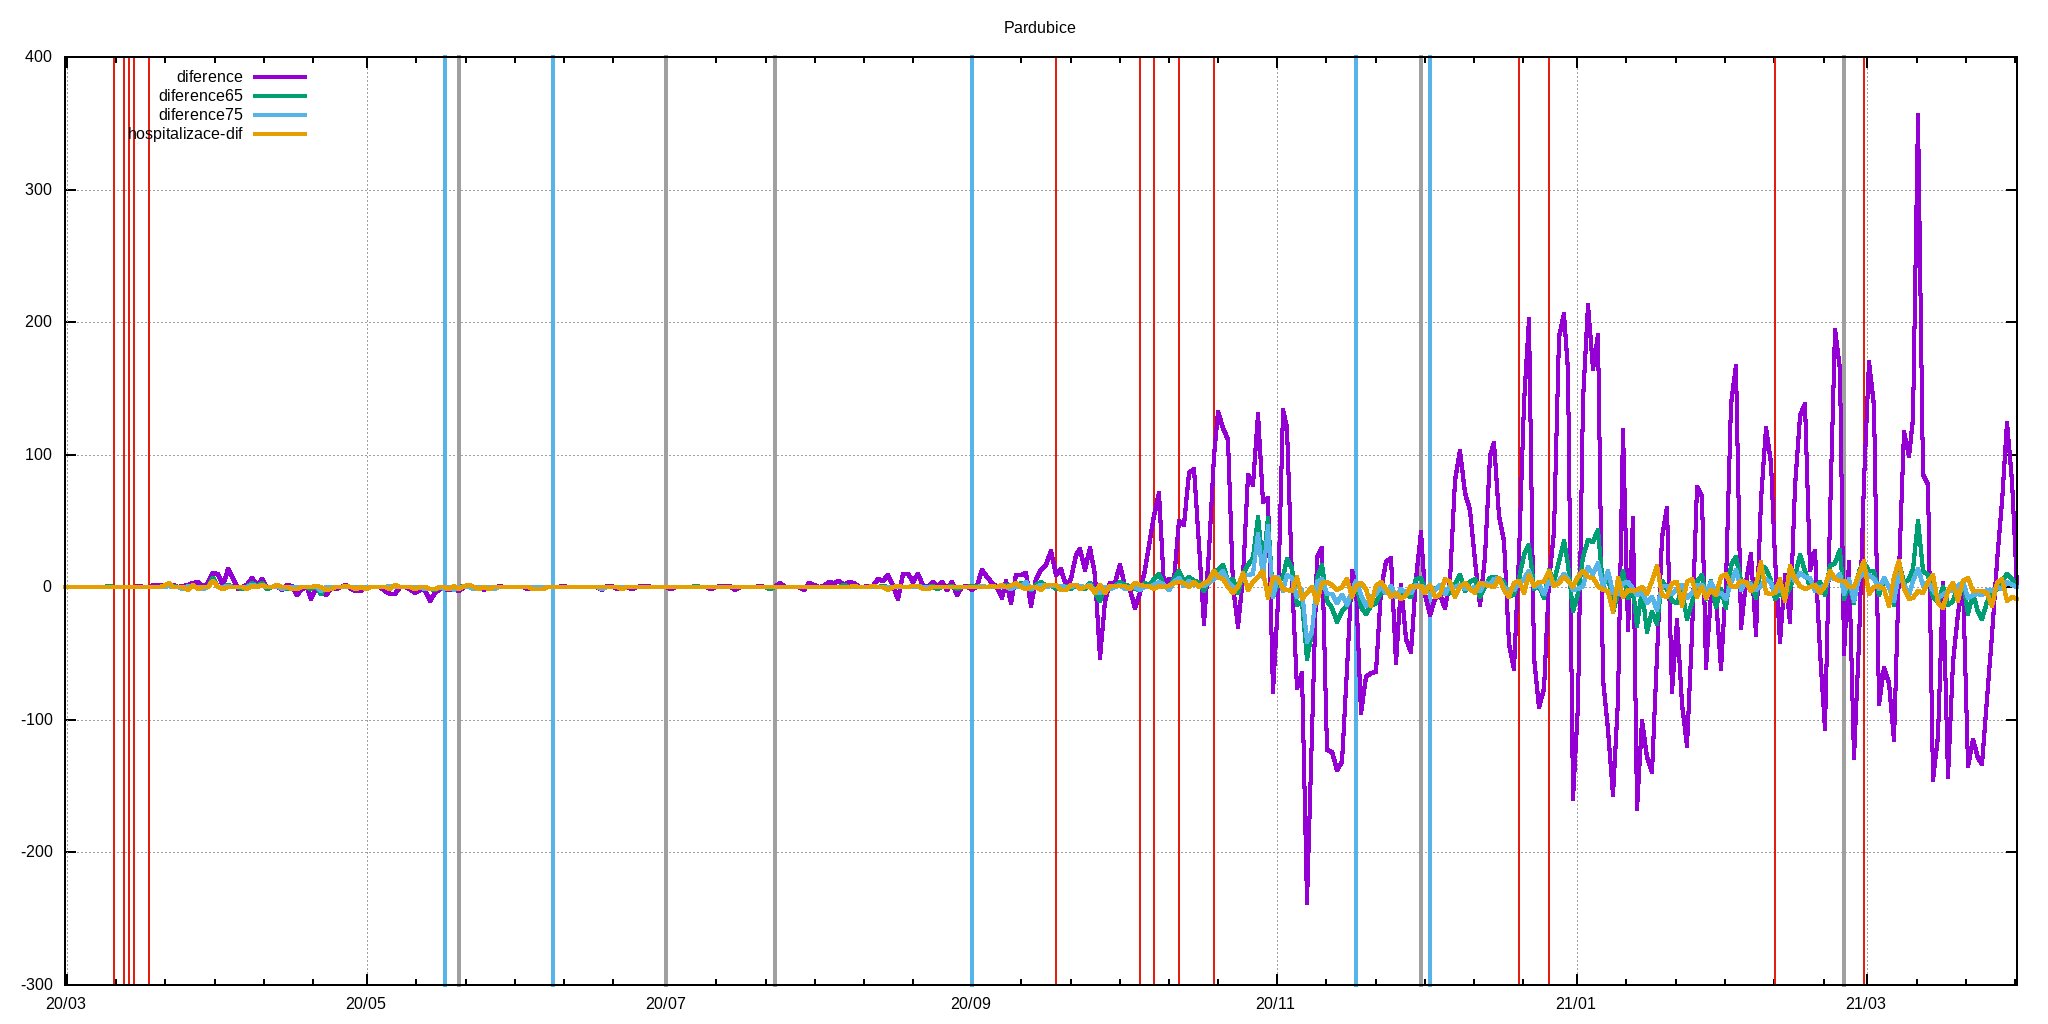 Pardubice
400
diference
diference65
diference75
hospitalizace-dif
300
200
100
0
-100
-200
-300
20/03 20/05 20/07 20/09 20/11 21/01 21/03